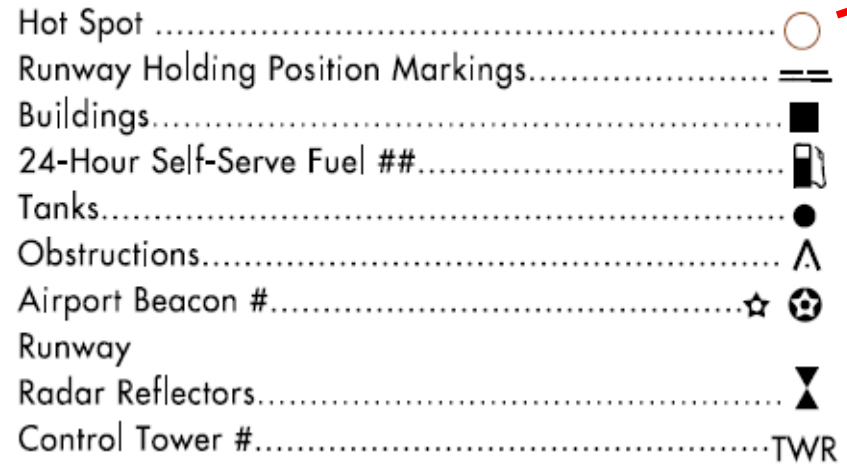 Hot Spot ..........................................................
Runway Holding Position Markings.......................
Buildings..........................................................
24-Hour Self-Serve Fuel ##..................................
Tanks...............................................................
Obstructions......................................................
Airport Beacon #.............................................
Runway
Radar Reflectors.................................................
Control Tower #................................................TWR